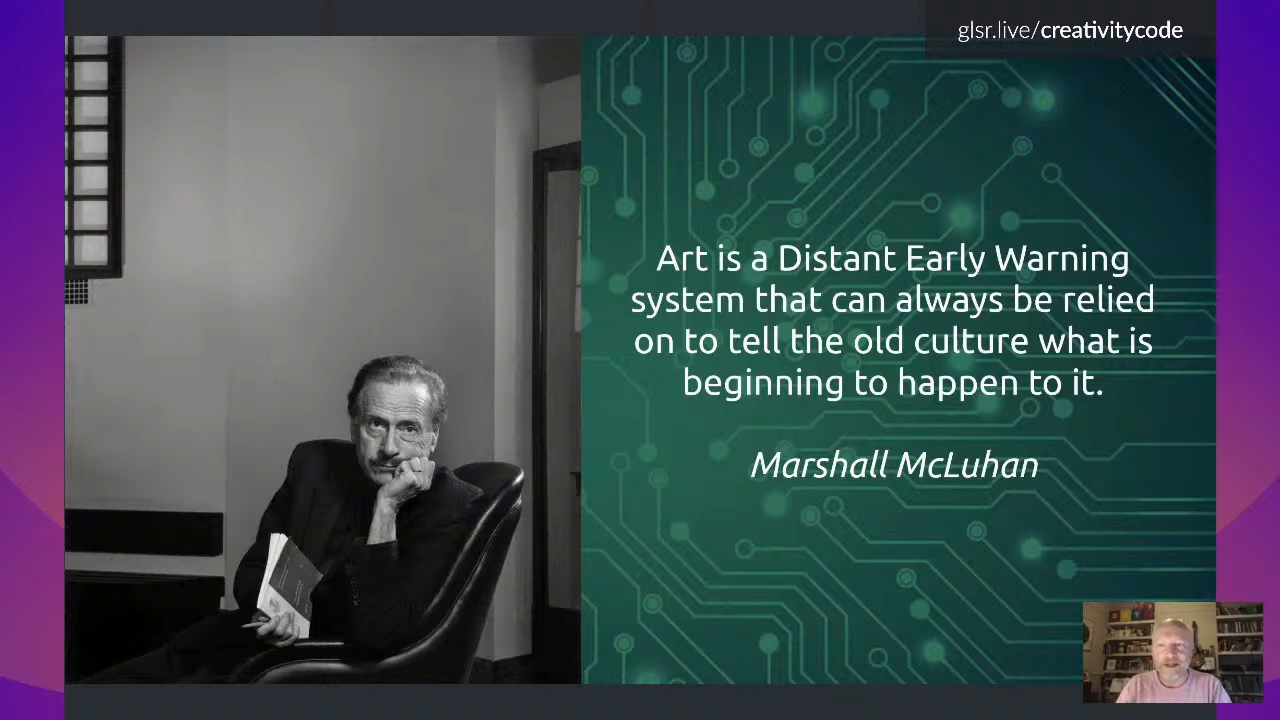 glsr.live/creativitycode
Art is a Distant Early Warning
system that can always be relied
on to tell the old culture what is
beginning to happen to it.
Marshall McLuhan